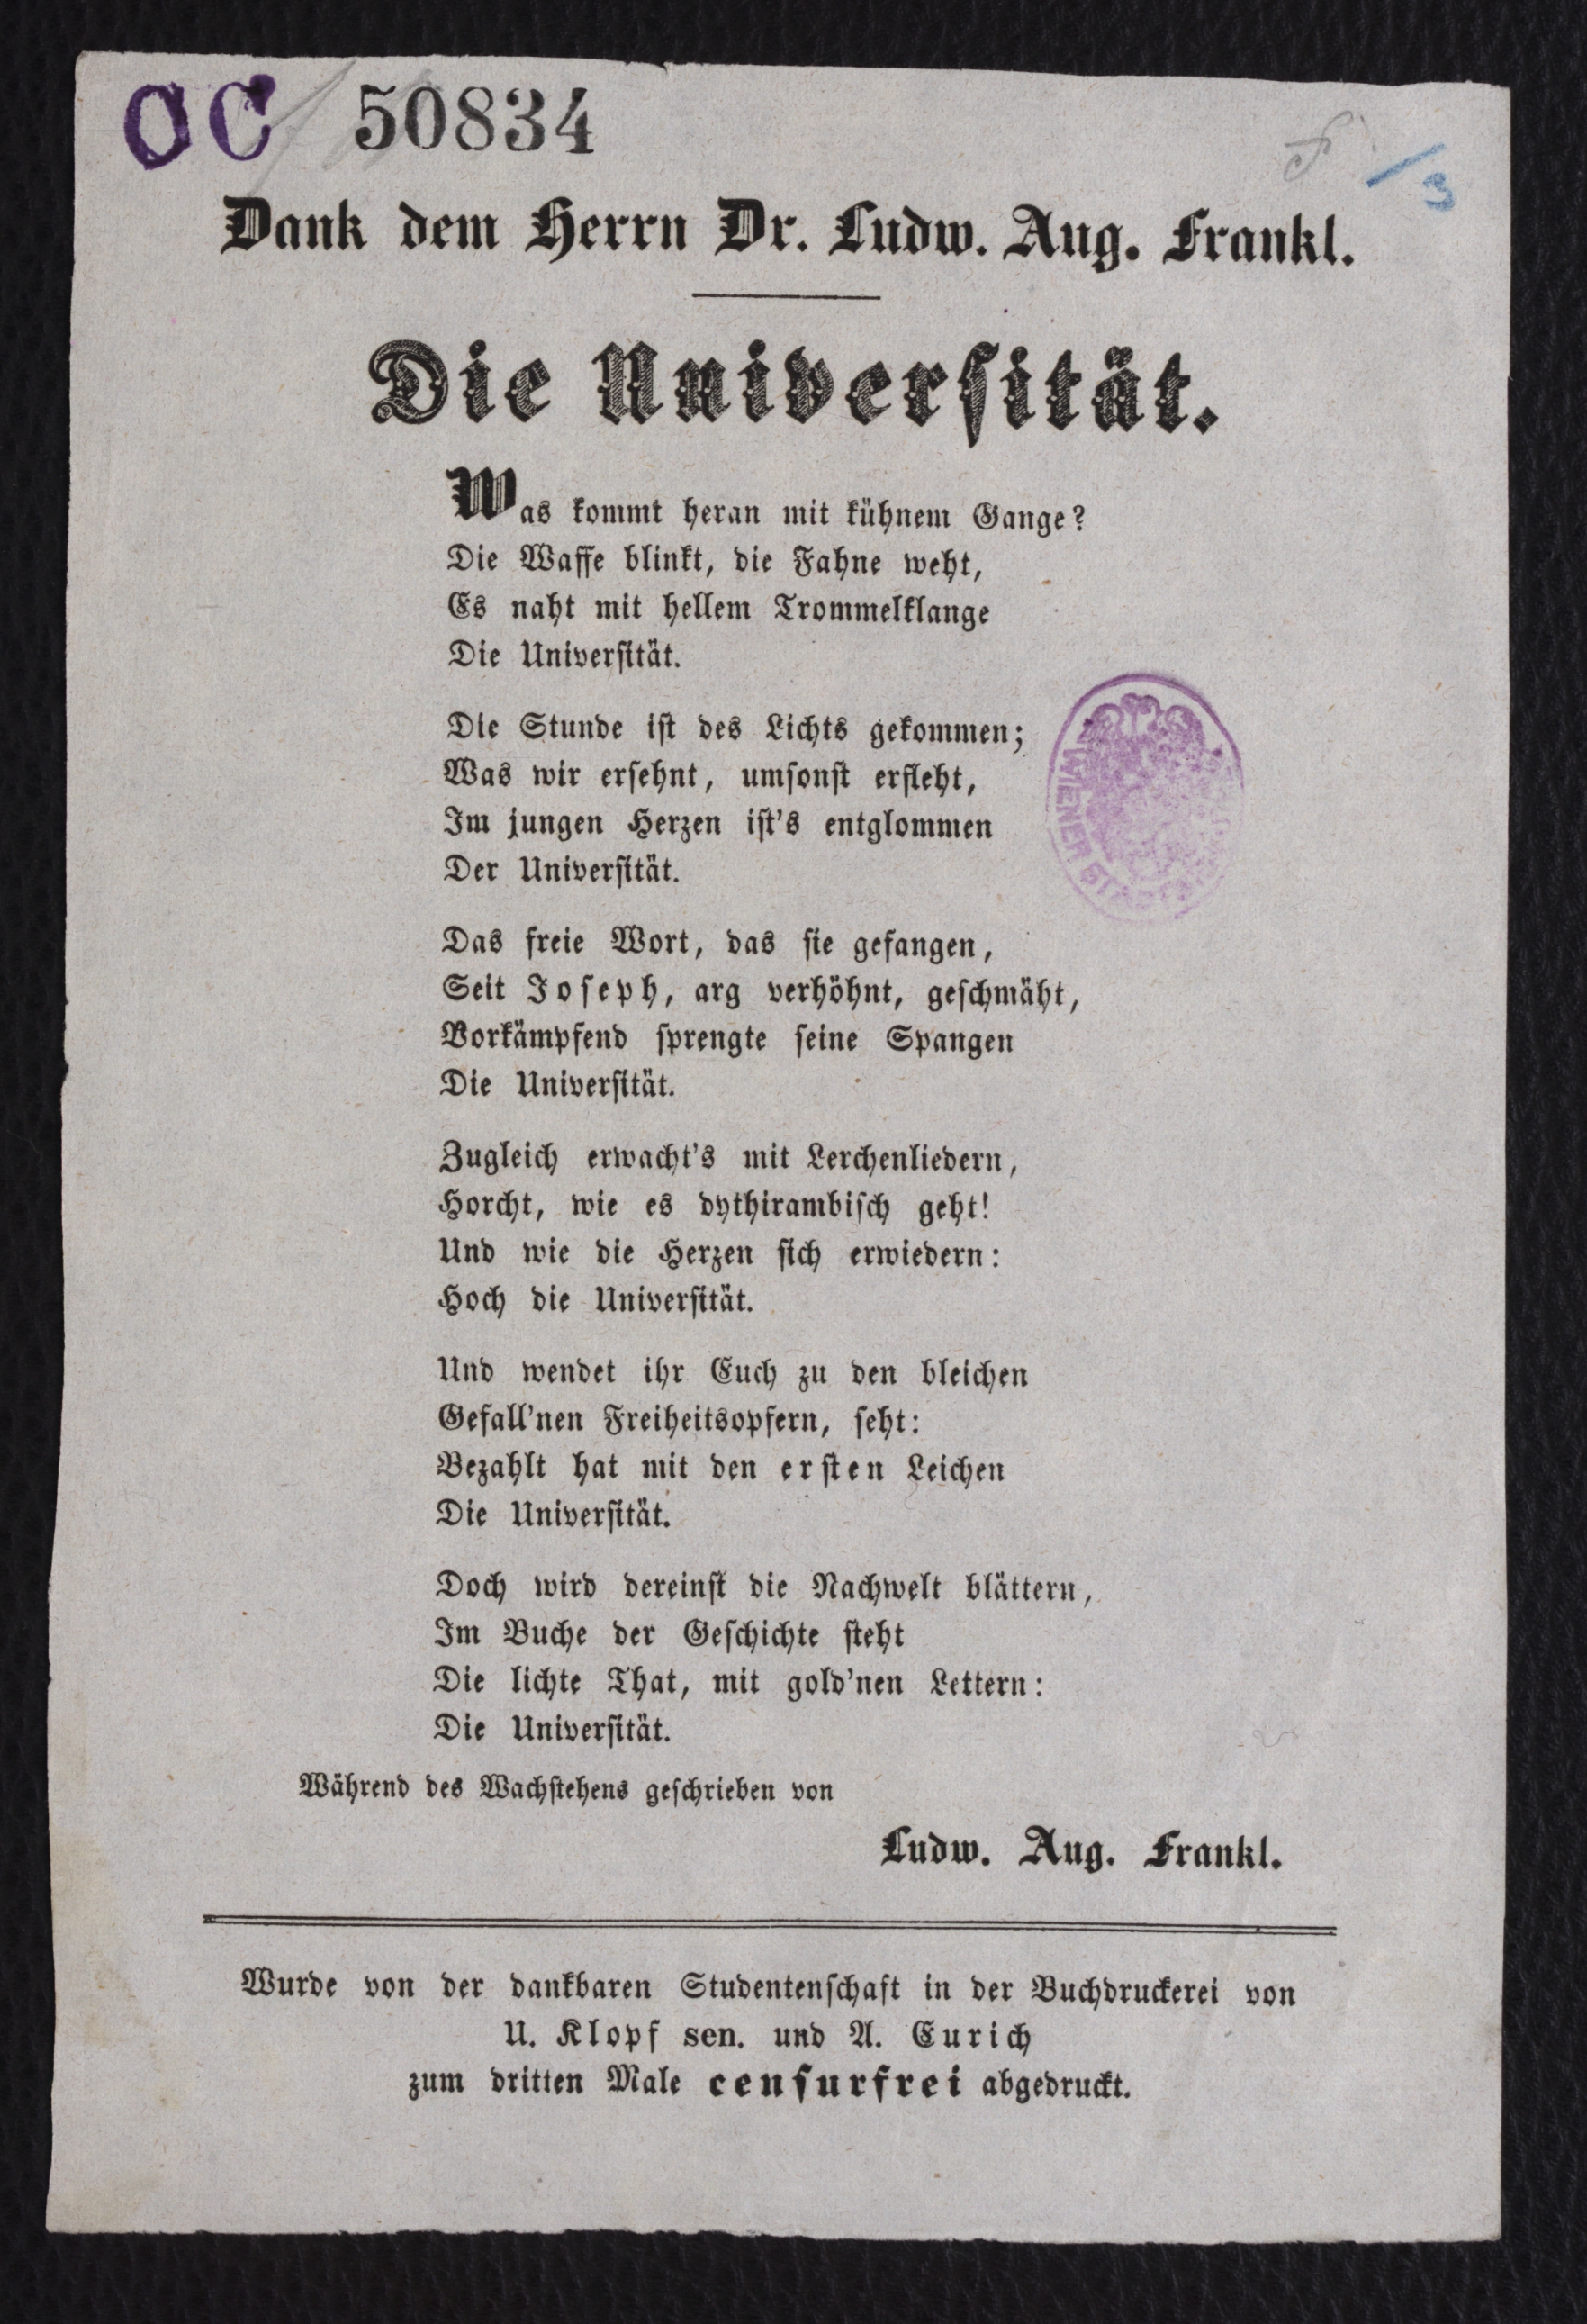 OC 50834
F. / 3
Dank dem Herrn Dr. Ludw. Aug. Frankl.
Die Universität.
Was kommt heran mit kühnem Gange?
Die Waffe blinkt, die Fahne weht,
Es naht mit hellem Trommelklange
Die Universität.
Die Stunde ist des Lichts gekommen;
Was wir ersehnt, umsonst erfleht,
Im jungen Herzen ist's entglommen
Der Universität.
WIENER
Das freie Wort, das sie gefangen,
Seit Joseph, arg verhöhnt, geschmäht,
Vorkämpfend sprengte seine Spangen
Die Universität.
Zugleich erwacht's mit Lerchenliedern,
Horcht, wie es dythirambisch geht!
Und wie die Herzen sich erwiedern:
Hoch die Universität.
Und wendet ihr Euch zu den bleichen
Gefall'nen Freiheitsopfern, seht:
Bezahlt hat mit den ersten Leichen
Die Universität.
Doch wird dereinst die Nachwelt blättern,
Im Buche der Geschichte steht
Die lichte That, mit gold'nen Lettern:
Die Universität.
Während des Wachstehens geschrieben von
Ludw. Aug. Frankl.
Wurde von der dankbaren Studentenschaft in der Buchdruckerei von
U. Klopf sen. und A. Eurich
zum dritten Male censurfrei abgedruckt.